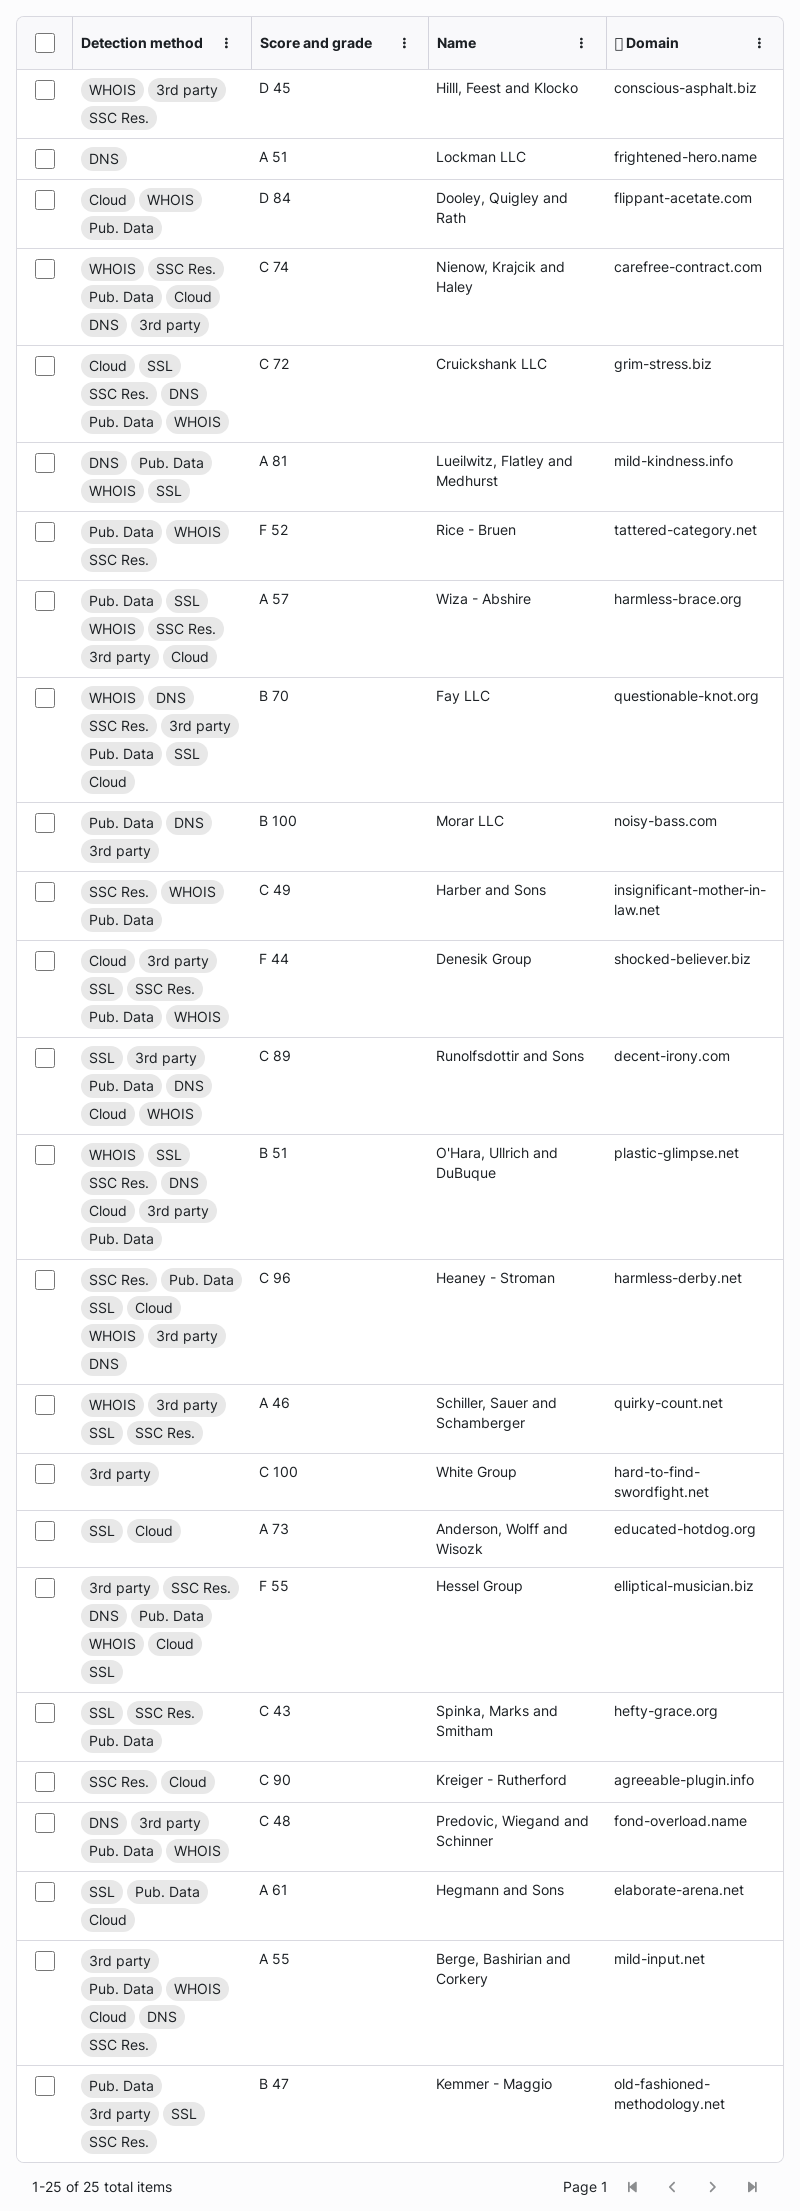 Detection method Score and grade Name Domain
WHOIS 3rd party D 45 Hilll, Feest and Klocko conscious-asphalt.biz
SSC Res.
DNS A 51 Lockman LLC frightened-hero.name
Cloud WHOIS D 84 Dooley, Quigley and flippant-acetate.com
Pub. Data Rath
WHOIS SSC Res. C 74 Nienow, Krajcik and carefree-contract.com
Pub. Data Cloud Haley
DNS 3rd party
Cloud SSL C 72 Cruickshank LLC grim-stress.biz
SSC Res. DNS
Pub. Data WHOIS
DNS Pub. Data A 81 Lueilwitz, Flatley and mild-kindness.info
WHOIS SSL Medhurst
Pub. Data WHOIS F 52 Rice - Bruen tattered-category.net
SSC Res.
Pub. Data SSL A 57 Wiza - Abshire harmless-brace.org
WHOIS SSC Res.
3rd party Cloud
WHOIS DNS B 70 Fay LLC questionable-knot.org
SSC Res. 3rd party
Pub. Data SSL
Cloud
Pub. Data DNS B 100 Morar LLC noisy-bass.com
3rd party
SSC Res. WHOIS C 49 Harber and Sons insignificant-mother-in-
Pub. Data law.net
Cloud 3rd party F 44 Denesik Group shocked-believer.biz
SSL SSC Res.
Pub. Data WHOIS
SSL 3rd party C 89 Runolfsdottir and Sons decent-irony.com
Pub. Data DNS
Cloud WHOIS
WHOIS SSL B 51 O'Hara, Ullrich and plastic-glimpse.net
SSC Res. DNS DuBuque
Cloud 3rd party
Pub. Data
SSC Res. Pub. Data C 96 Heaney - Stroman harmless-derby.net
SSL Cloud
WHOIS 3rd party
DNS
WHOIS 3rd party A 46 Schiller, Sauer and quirky-count.net
SSL SSC Res. Schamberger
3rd party C 100 White Group hard-to-find-
swordfight.net
SSL Cloud A 73 Anderson, Wolff and educated-hotdog.org
Wisozk
3rd party SSC Res. F 55 Hessel Group elliptical-musician.biz
DNS Pub. Data
WHOIS Cloud
SSL
SSL SSC Res. C 43 Spinka, Marks and hefty-grace.org
Pub. Data Smitham
SSC Res. Cloud C 90 Kreiger - Rutherford agreeable-plugin.info
DNS 3rd party C 48 Predovic, Wiegand and fond-overload.name
Pub. Data WHOIS Schinner
SSL Pub. Data A 61 Hegmann and Sons elaborate-arena.net
Cloud
3rd party A 55 Berge, Bashirian and mild-input.net
Pub. Data WHOIS Corkery
Cloud DNS
SSC Res.
Pub. Data B 47 Kemmer - Maggio old-fashioned-
3rd party SSL methodology.net
SSC Res.
1-25 of 25 total items Page 1